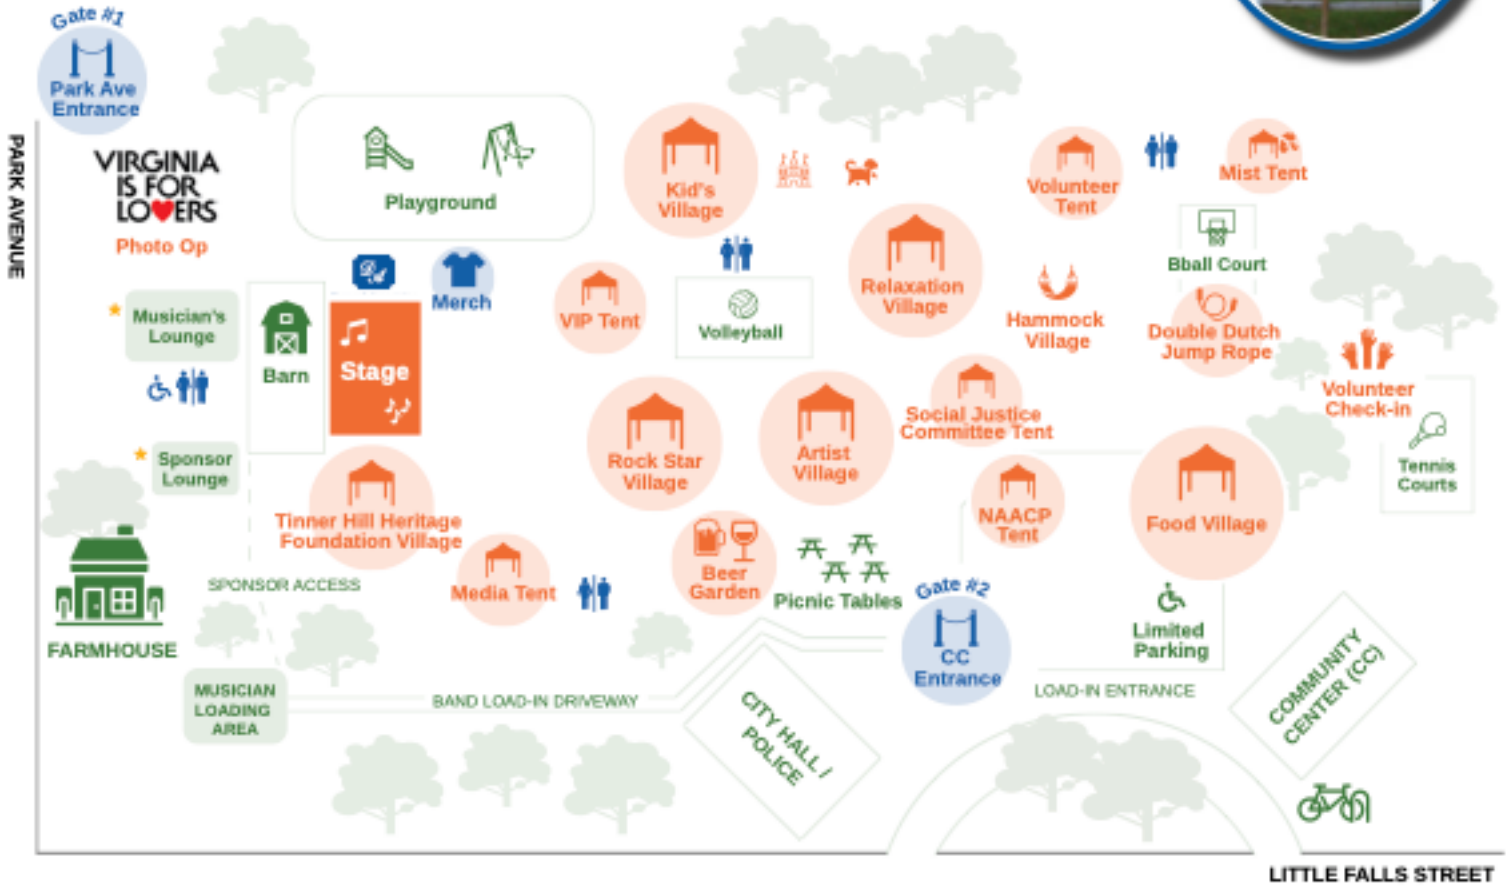 Gate #1
Park Ave
Entrance
PARK AVENUE
VIRGINIA
IS FOR
LOVERS
Photo Op
Playground
Kid's
Village
Volunteer
Tent
Mist Tent
Bball Court
Merch
VIP Tent
Volleyball
Relaxation
Village
Hammock
Village
Double Dutch
Jump Rope
Musician's
Lounge
Barn
Stage
Volunteer
Check-in
Social Justice
Committee Tent
Rock Star
Village
Artist
Village
Sponsor
Lounge
Tennis
Courts
Tinner Hill Heritage
Foundation Village
NAACP
Tent
Food Village
Media Tent
Beer
Garden
Picnic Tables
SPONSOR ACCESS
Gate #2
CC
Entrance
Limited
Parking
FARMHOUSE
MUSICIAN
LOADING
AREA
BAND LOAD-IN DRIVEWAY
LOAD-IN ENTRANCE
CITY HALL /
POLICE
COMMUNITY
CENTER (CC)
LITTLE FALLS STREET